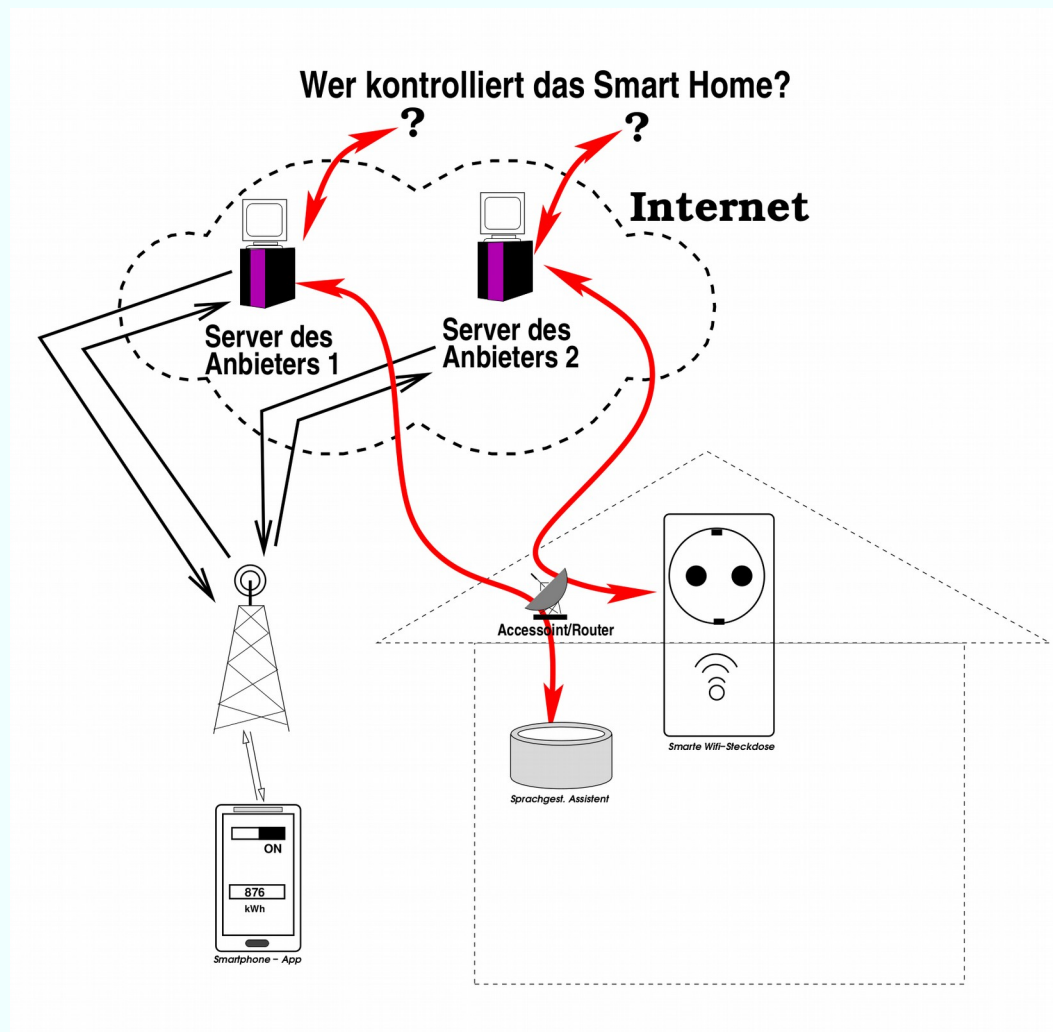 Wer kontrolliert das Smart Home?
? ?
Internet
Server des
Anbieters 1
Server des
Anbieters 2
Accessoint/Router
Smarte Wifi-Steckdose
Sprachgest. Assistent
ON
876
kWh
Smartphone - App